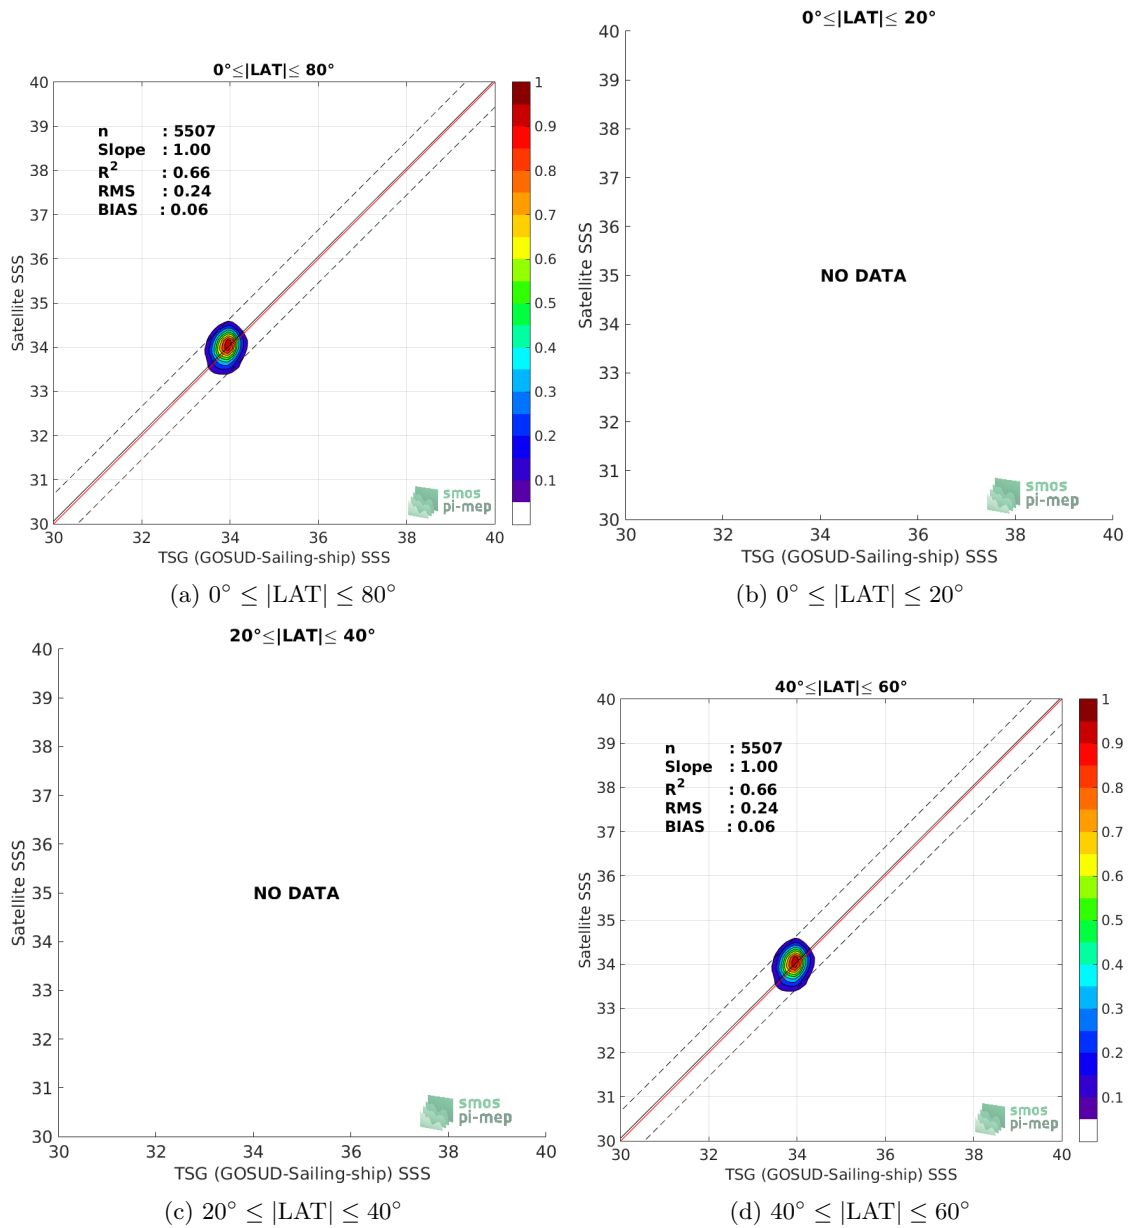 0°≤|LAT|≤ 80°
40
39
38
37
36
35
34
33
32
31
30
Satellite SSS
n : 5507
Slope : 1.00
R² : 0.66
RMS : 0.24
BIAS : 0.06
smos
pi-mep
30 32 34 36 38 40
TSG (GOSUD-Sailing-ship) SSS
1
0.9
0.8
0.7
0.6
0.5
0.4
0.3
0.2
0.1
(a) 0° ≤ |LAT| ≤ 80°
0°≤|LAT|≤ 20°
40
39
38
37
36
35
34
33
32
31
30
Satellite SSS
NO DATA
smos
pi-mep
30 32 34 36 38 40
TSG (GOSUD-Sailing-ship) SSS
(b) 0° ≤ |LAT| ≤ 20°
20°≤|LAT|≤ 40°
40
39
38
37
36
35
34
33
32
31
30
Satellite SSS
NO DATA
smos
pi-mep
30 32 34 36 38 40
TSG (GOSUD-Sailing-ship) SSS
(c) 20° ≤ |LAT| ≤ 40°
40°≤|LAT|≤ 60°
40
39
38
37
36
35
34
33
32
31
30
Satellite SSS
n : 5507
Slope : 1.00
R² : 0.66
RMS : 0.24
BIAS : 0.06
smos
pi-mep
30 32 34 36 38 40
TSG (GOSUD-Sailing-ship) SSS
1
0.9
0.8
0.7
0.6
0.5
0.4
0.3
0.2
0.1
(d) 40° ≤ |LAT| ≤ 60°